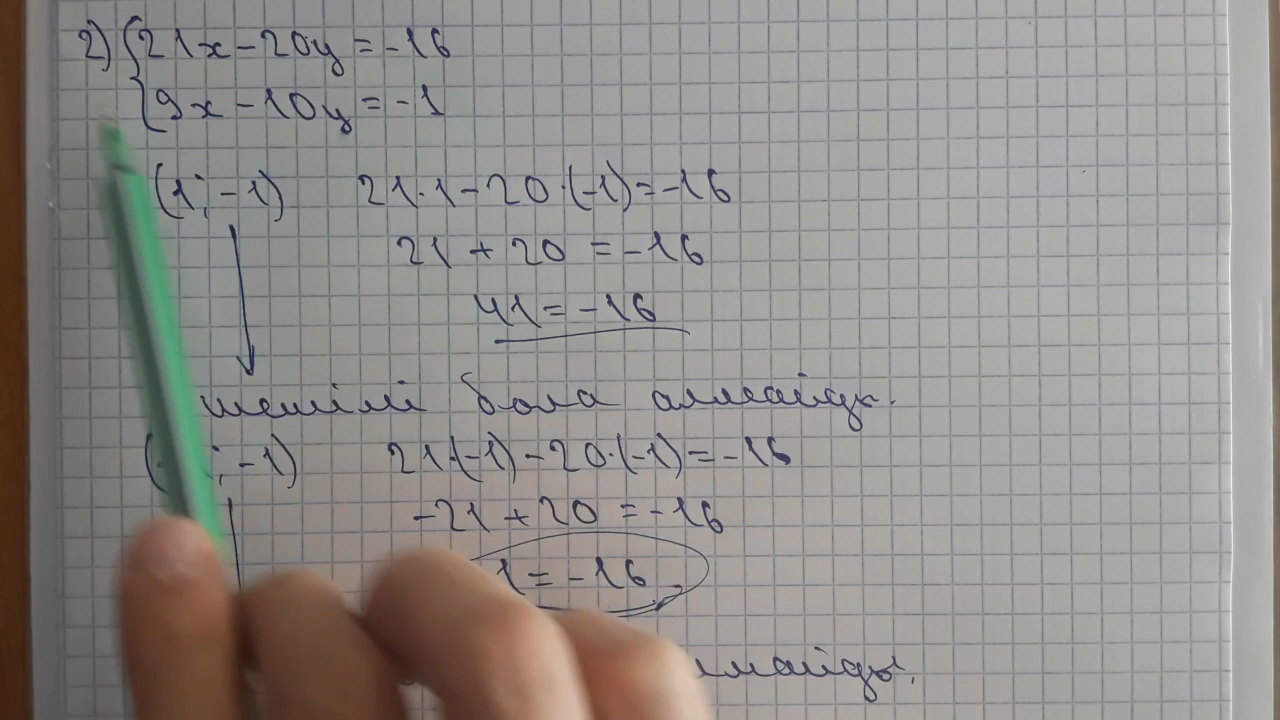 2) {21x - 20y = -16
{9x - 10y = -1
(1; -1) 21·1 - 20·(-1) = -16
21 + 20 = -16
41 = -16
шешімі бола алмайды.
; -1) 21·(-1) - 20·(-1) = -16
-21 + 20 = -16
1 = -16
лмайды.